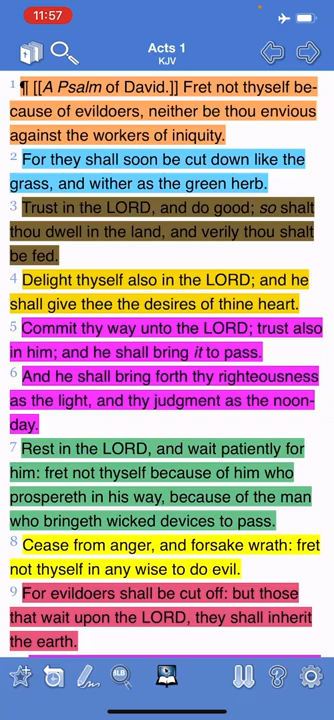 11:57
Acts 1
KJV
1 ¶ [[A Psalm of David.]] Fret not thyself be-
cause of evildoers, neither be thou envious
against the workers of iniquity.
2 For they shall soon be cut down like the
grass, and wither as the green herb.
3 Trust in the LORD, and do good; so shalt
thou dwell in the land, and verily thou shalt
be fed.
4 Delight thyself also in the LORD; and he
shall give thee the desires of thine heart.
5 Commit thy way unto the LORD; trust also
in him; and he shall bring it to pass.
6 And he shall bring forth thy righteousness
as the light, and thy judgment as the noon-
day.
7 Rest in the LORD, and wait patiently for
him: fret not thyself because of him who
prospereth in his way, because of the man
who bringeth wicked devices to pass.
8 Cease from anger, and forsake wrath: fret
not thyself in any wise to do evil.
9 For evildoers shall be cut off: but those
that wait upon the LORD, they shall inherit
the earth.
ALB